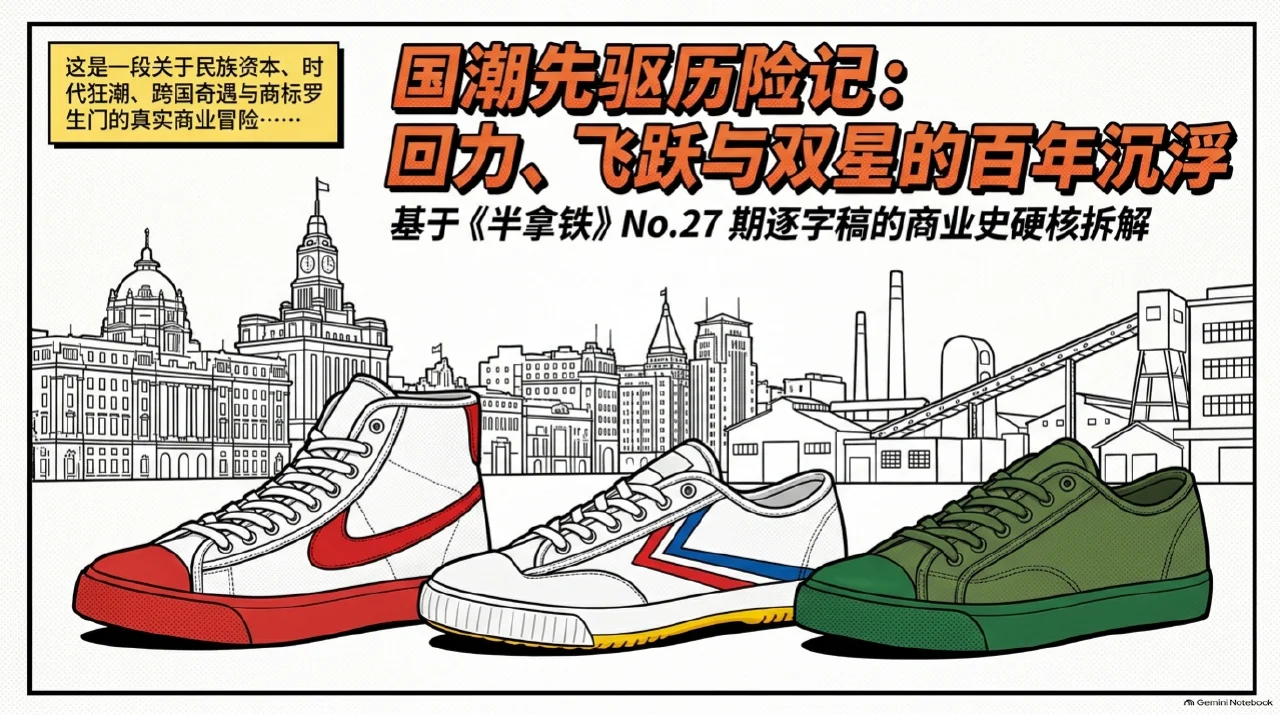 这是一段关于民族资本、时
代狂潮、跨国奇遇与商标罗
生门的真实商业冒险……
国潮先驱历险记：
回力、飞跃与双星的百年沉浮
基于《半拿铁》No.27 期逐字稿的商业史硬核拆解
Gemini Notebook